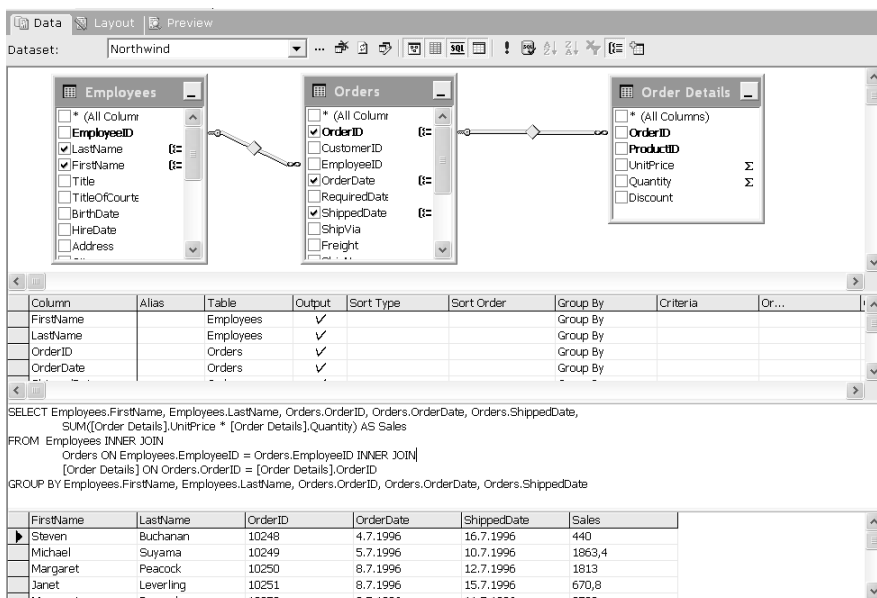 Data Layout Preview
Dataset: Northwind ... SQL !
Employees
* (All Colum
EmployeeID
LastName
FirstName
Title
TitleOfCourte
BirthDate
HireDate
Address
Orders
* (All Colum
OrderID
CustomerID
EmployeeID
OrderDate
RequiredDate
ShippedDate
ShipVia
Freight
Order Details
* (All Columns)
OrderID
ProductID
UnitPrice Σ
Quantity Σ
Discount
Column Alias Table Output Sort Type Sort Order Group By Criteria Or...
FirstName Employees Group By
LastName Employees Group By
OrderID Orders Group By
OrderDate Orders Group By
SELECT Employees.FirstName, Employees.LastName, Orders.OrderID, Orders.OrderDate, Orders.ShippedDate,
SUM([Order Details].UnitPrice * [Order Details].Quantity) AS Sales
FROM Employees INNER JOIN
Orders ON Employees.EmployeeID = Orders.EmployeeID INNER JOIN
[Order Details] ON Orders.OrderID = [Order Details].OrderID
GROUP BY Employees.FirstName, Employees.LastName, Orders.OrderID, Orders.OrderDate, Orders.ShippedDate
FirstName LastName OrderID OrderDate ShippedDate Sales
Steven Buchanan 10248 4.7.1996 16.7.1996 440
Michael Suyama 10249 5.7.1996 10.7.1996 1863,4
Margaret Peacock 10250 8.7.1996 12.7.1996 1813
Janet Leverling 10251 8.7.1996 15.7.1996 670,8